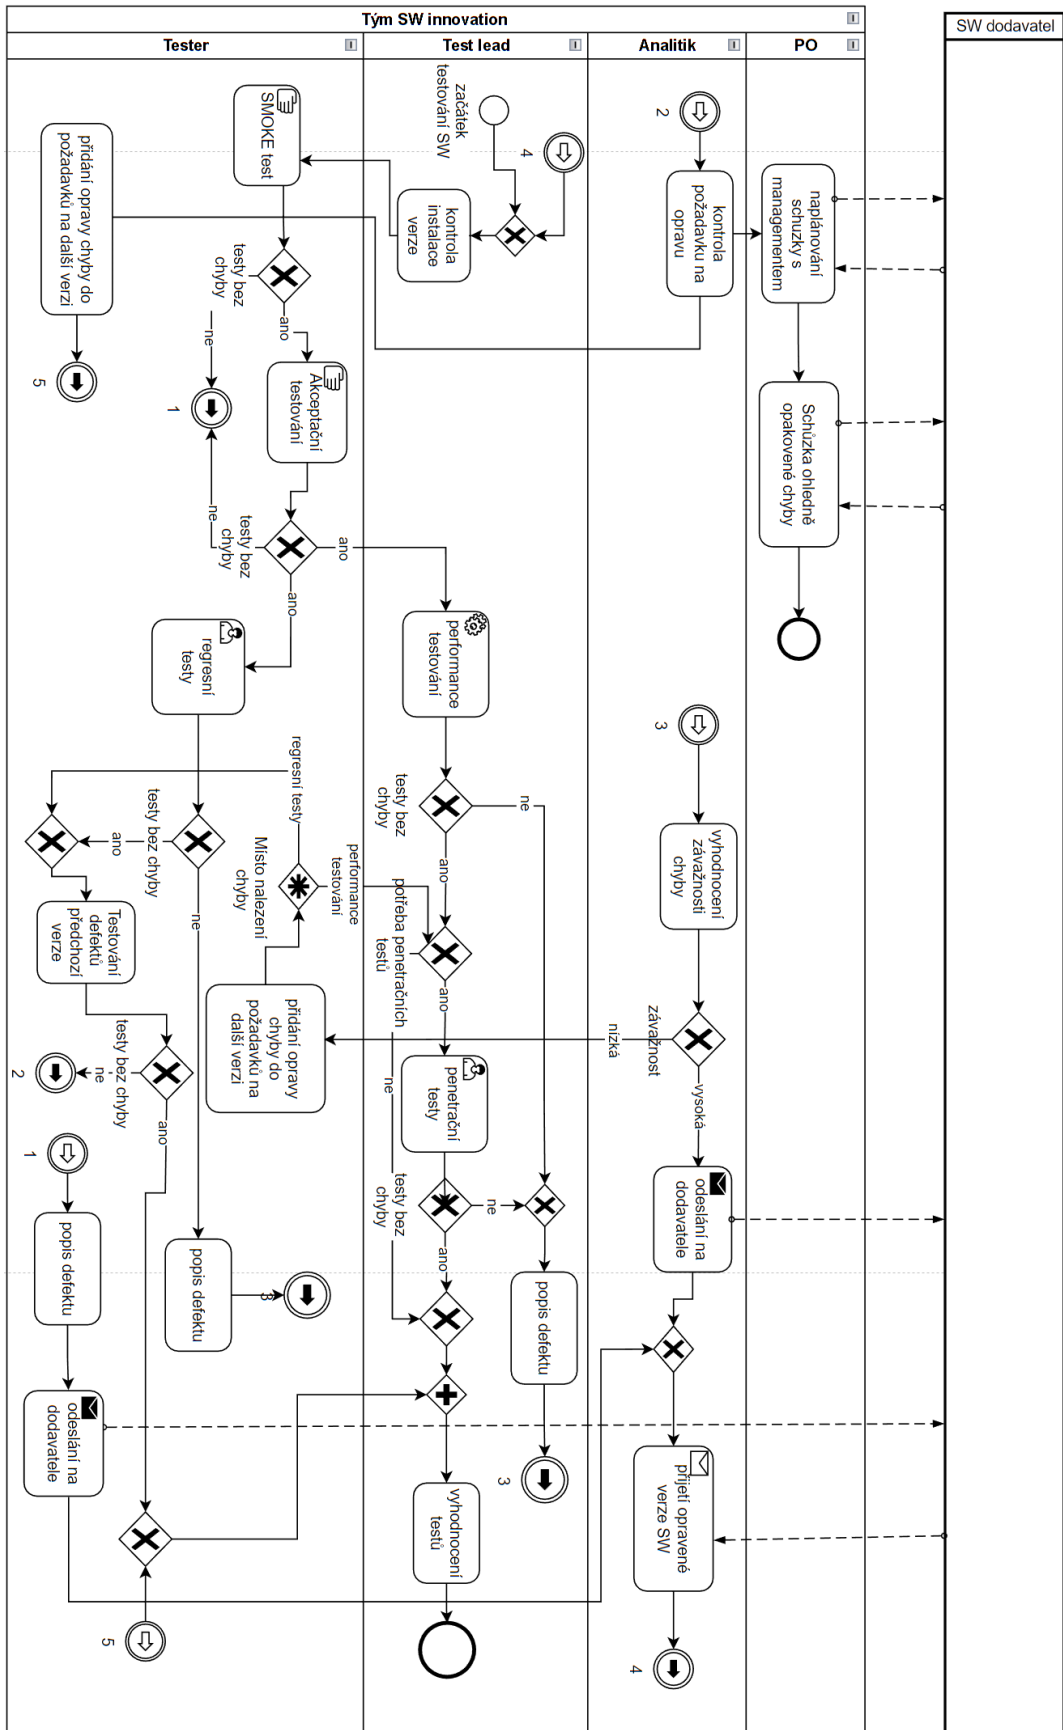 Tým SW innovation
SW dodavatel
Tester
Test lead
Analitik
PO
SMOKE test
začátek
testování SW
4
2
přidání opravy chyby do
požadavků na další verzi
kontrola
instalace
verze
kontrola
požadavku na
opravu
naplánování
schuzky s
managementem
testy bez
chyby
ano
ne
5
1
Akceptační
testování
Schůzka ohledně
opakovené chyby
testy bez
chyby
ne
ano
ano
regresní
testy
performance
testování
3
regresní testy
testy bez
chyby
ne
testy bez chyby
ano
ne
Místo nalezení
chyby
performance
testování
ano
potřeba penetračních
testů
vyhodnocení
závažnosti
chyby
Testování
defektů
předchozí
verze
přidání opravy
chyby do
požadavků na
další verzi
ano
nízká
závažnost
vysoká
testy bez chyby
ne
ano
2
ne
penetrační
testy
1
testy bez
chyby
ne
ano
odeslání na
dodavatele
popis defektu
popis defektu
3
popis defektu
odeslání na
dodavatele
3
vyhodnocení
testů
přijetí opravené
verze SW
5
4